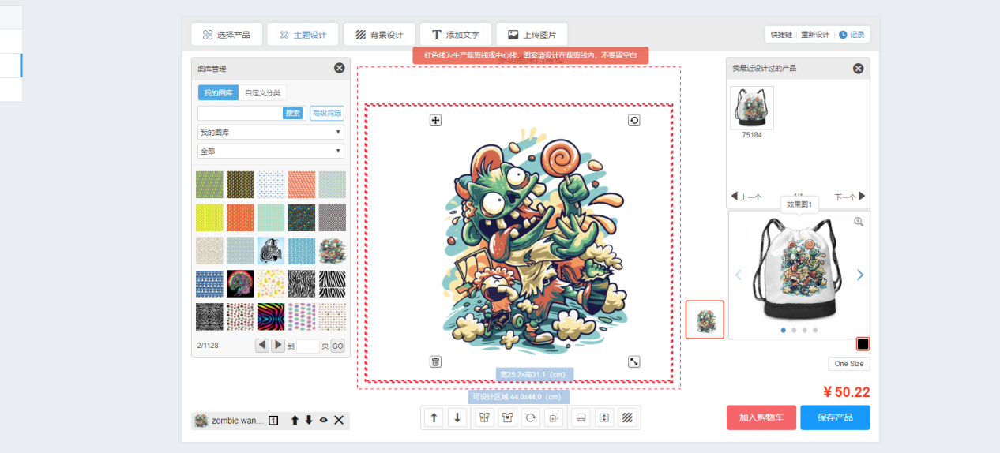 选择产品
主题设计
背景设计
添加文字
上传图片
快捷键
重新设计
记录
红色线为生产裁剪线或中心线，图案请设计在裁剪线内，不要留空白
图库管理
我的图库
自定义分类
搜索
高级筛选
我的图库
全部
2/1128
到
页
GO
zombie wan...
1
宽25.2x高31.1（cm）
可设计区域 44.0x44.0（cm）
我最近设计过的产品
75184
上一个
1/1
下一个
效果图1
One Size
￥50.22
加入购物车
保存产品